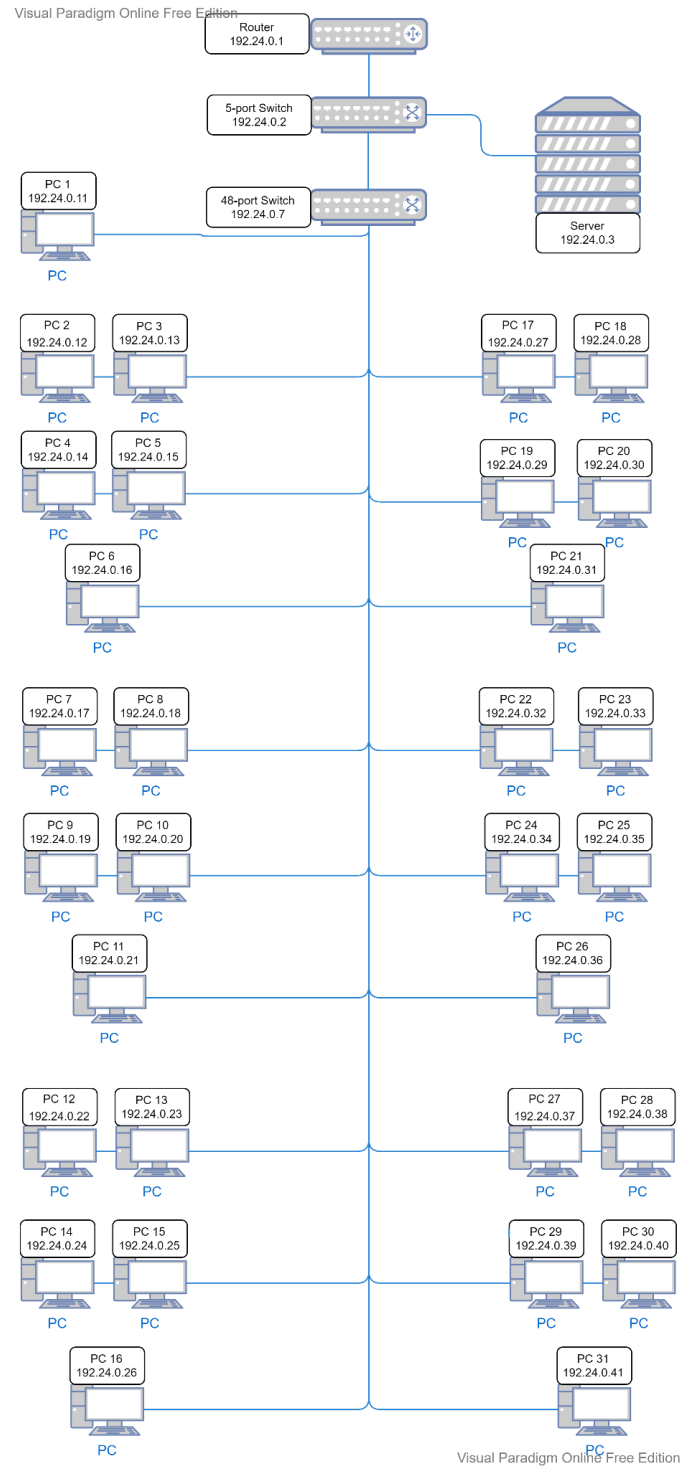 Visual Paradigm Online Free Edition
Router
192.24.0.1
5-port Switch
192.24.0.2
PC 1
192.24.0.11
PC
48-port Switch
192.24.0.7
Server
192.24.0.3
PC 2
192.24.0.12
PC
PC 3
192.24.0.13
PC
PC 17
192.24.0.27
PC
PC 18
192.24.0.28
PC
PC 4
192.24.0.14
PC
PC 5
192.24.0.15
PC
PC 19
192.24.0.29
PC
PC 20
192.24.0.30
PC
PC 6
192.24.0.16
PC
PC 21
192.24.0.31
PC
PC 7
192.24.0.17
PC
PC 8
192.24.0.18
PC
PC 22
192.24.0.32
PC
PC 23
192.24.0.33
PC
PC 9
192.24.0.19
PC
PC 10
192.24.0.20
PC
PC 24
192.24.0.34
PC
PC 25
192.24.0.35
PC
PC 11
192.24.0.21
PC
PC 26
192.24.0.36
PC
PC 12
192.24.0.22
PC
PC 13
192.24.0.23
PC
PC 27
192.24.0.37
PC
PC 28
192.24.0.38
PC
PC 14
192.24.0.24
PC
PC 15
192.24.0.25
PC
PC 29
192.24.0.39
PC
PC 30
192.24.0.40
PC
PC 16
192.24.0.26
PC
PC 31
192.24.0.41
PC
Visual Paradigm Online Free Edition